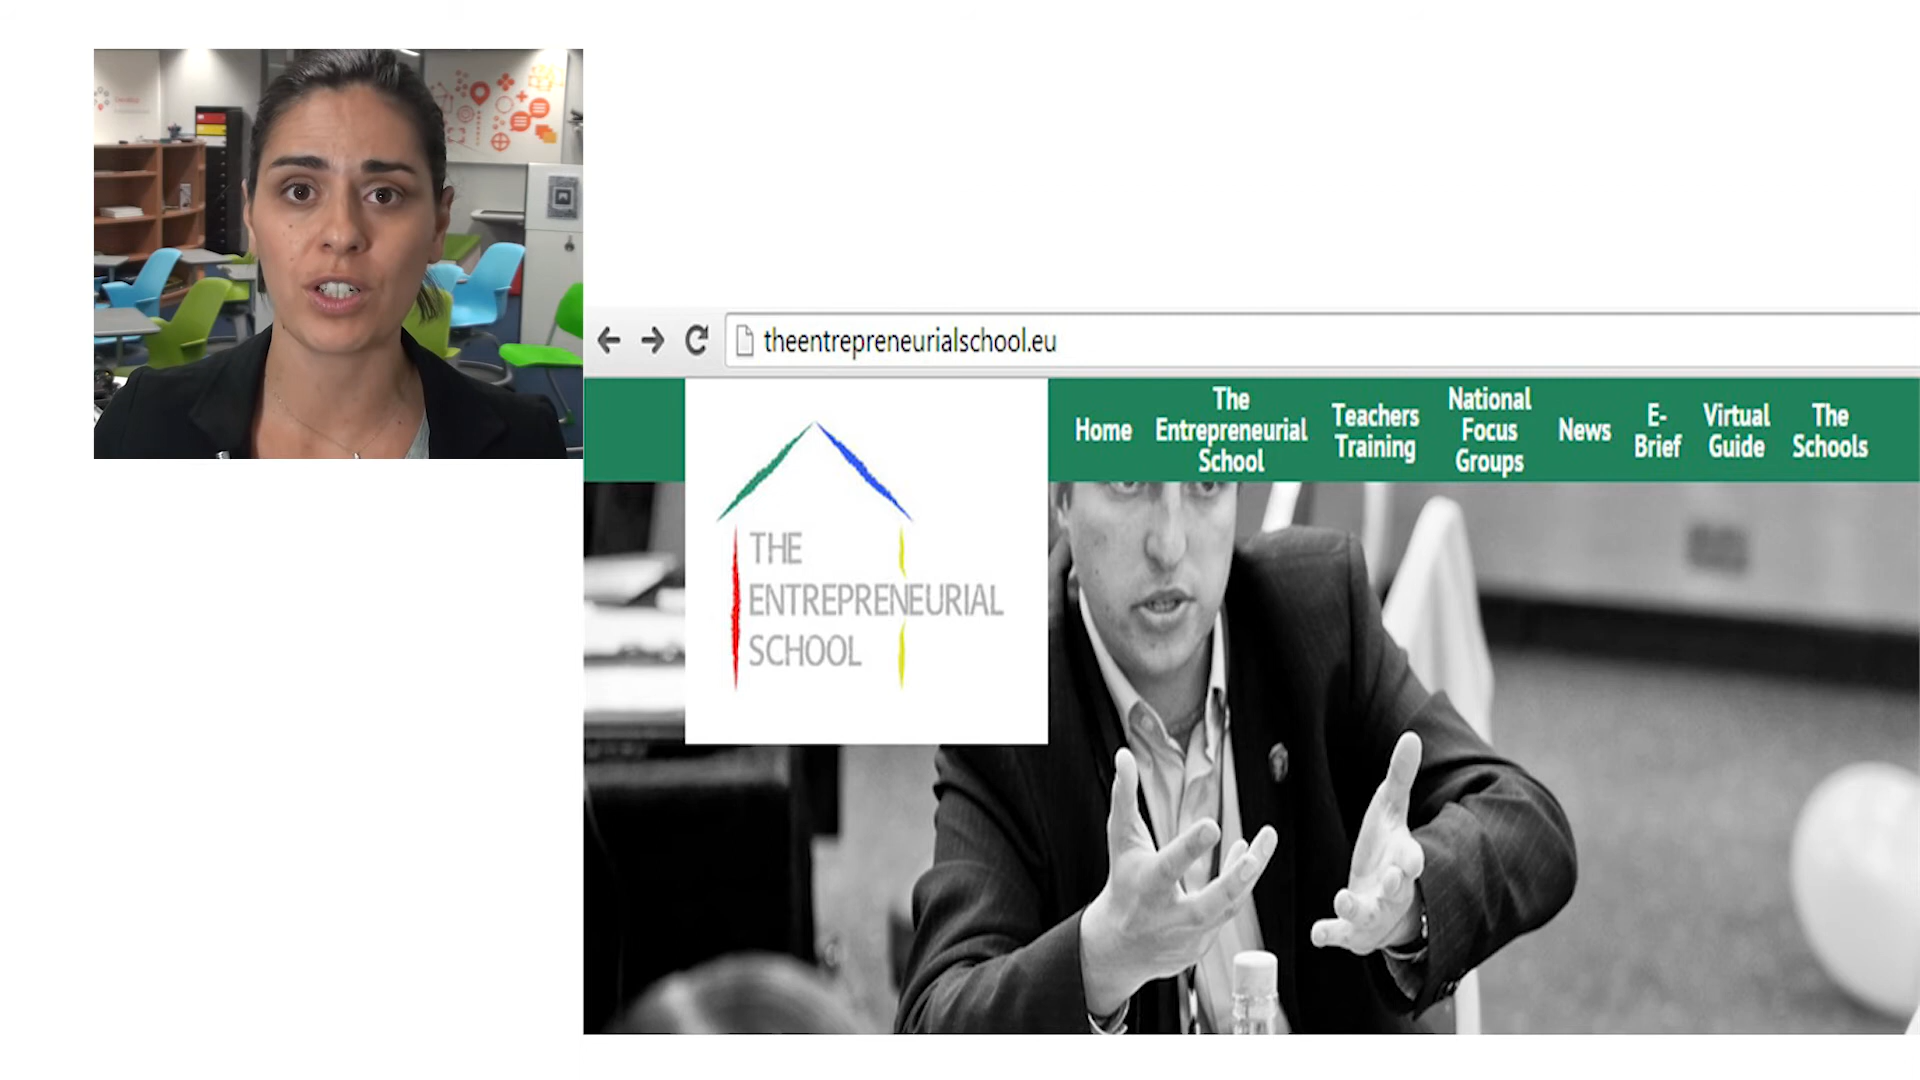 theentrepreneurialschool.eu
Home
The
Entrepreneurial
School
Teachers
Training
National
Focus
Groups
News
E-
Brief
Virtual
Guide
The
Schools
THE
ENTREPRENEURIAL
SCHOOL